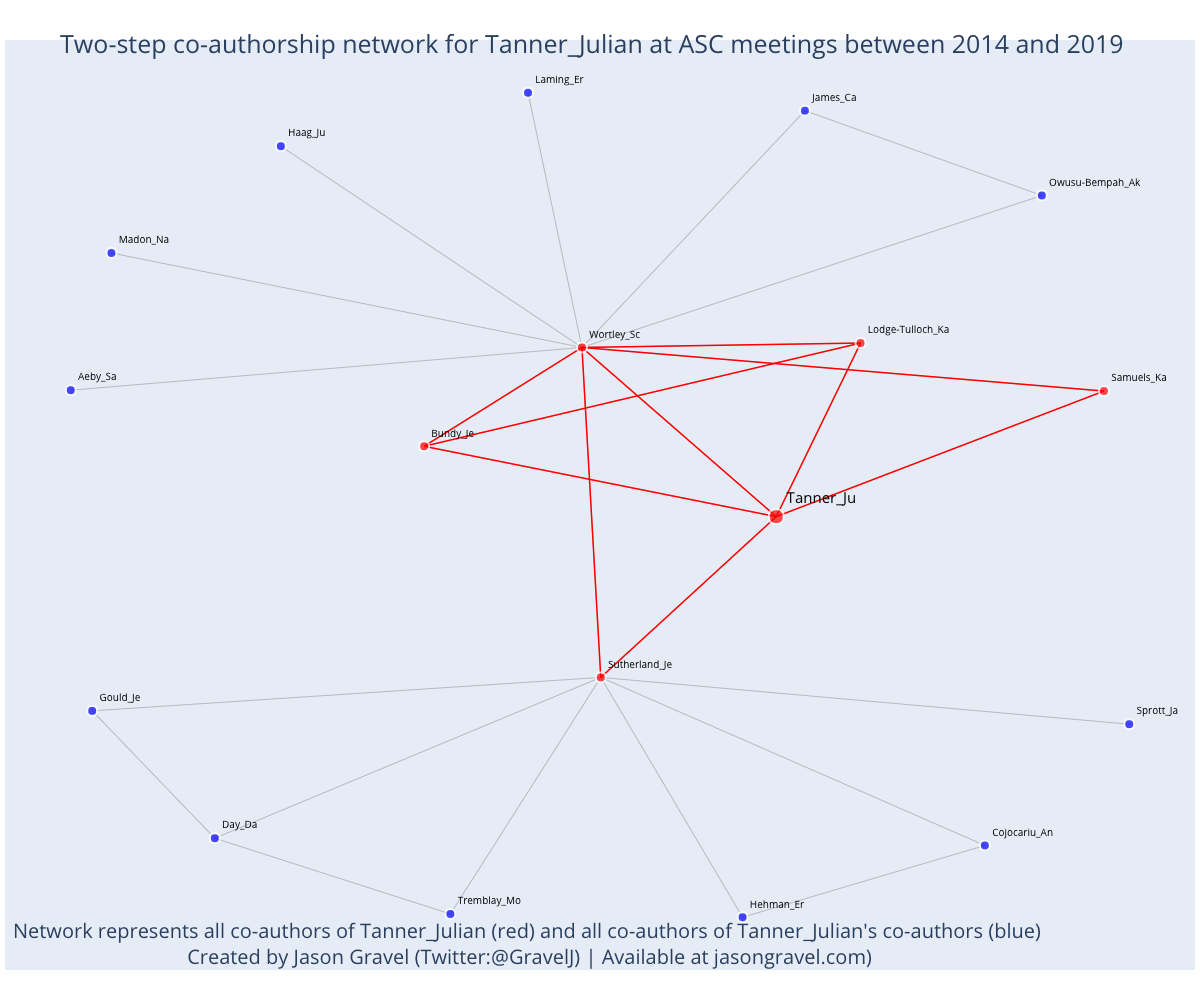 Two-step co-authorship network for Tanner_Julian at ASC meetings between 2014 and 2019
Laming_Er
James_Ca
Haag_Ju
Owusu-Bempah_Ak
Madon_Na
Wortley_Sc
Lodge-Tulloch_Ka
Aeby_Sa
Samuels_Ka
Bundy_Je
Tanner_Ju
Sutherland_Je
Gould_Je
Sprott_Ja
Day_Da
Cojocariu_An
Tremblay_Mo
Hehman_Er
Network represents all co-authors of Tanner_Julian (red) and all co-authors of Tanner_Julian's co-authors (blue)
Created by Jason Gravel (Twitter:@GravelJ) | Available at jasongravel.com)